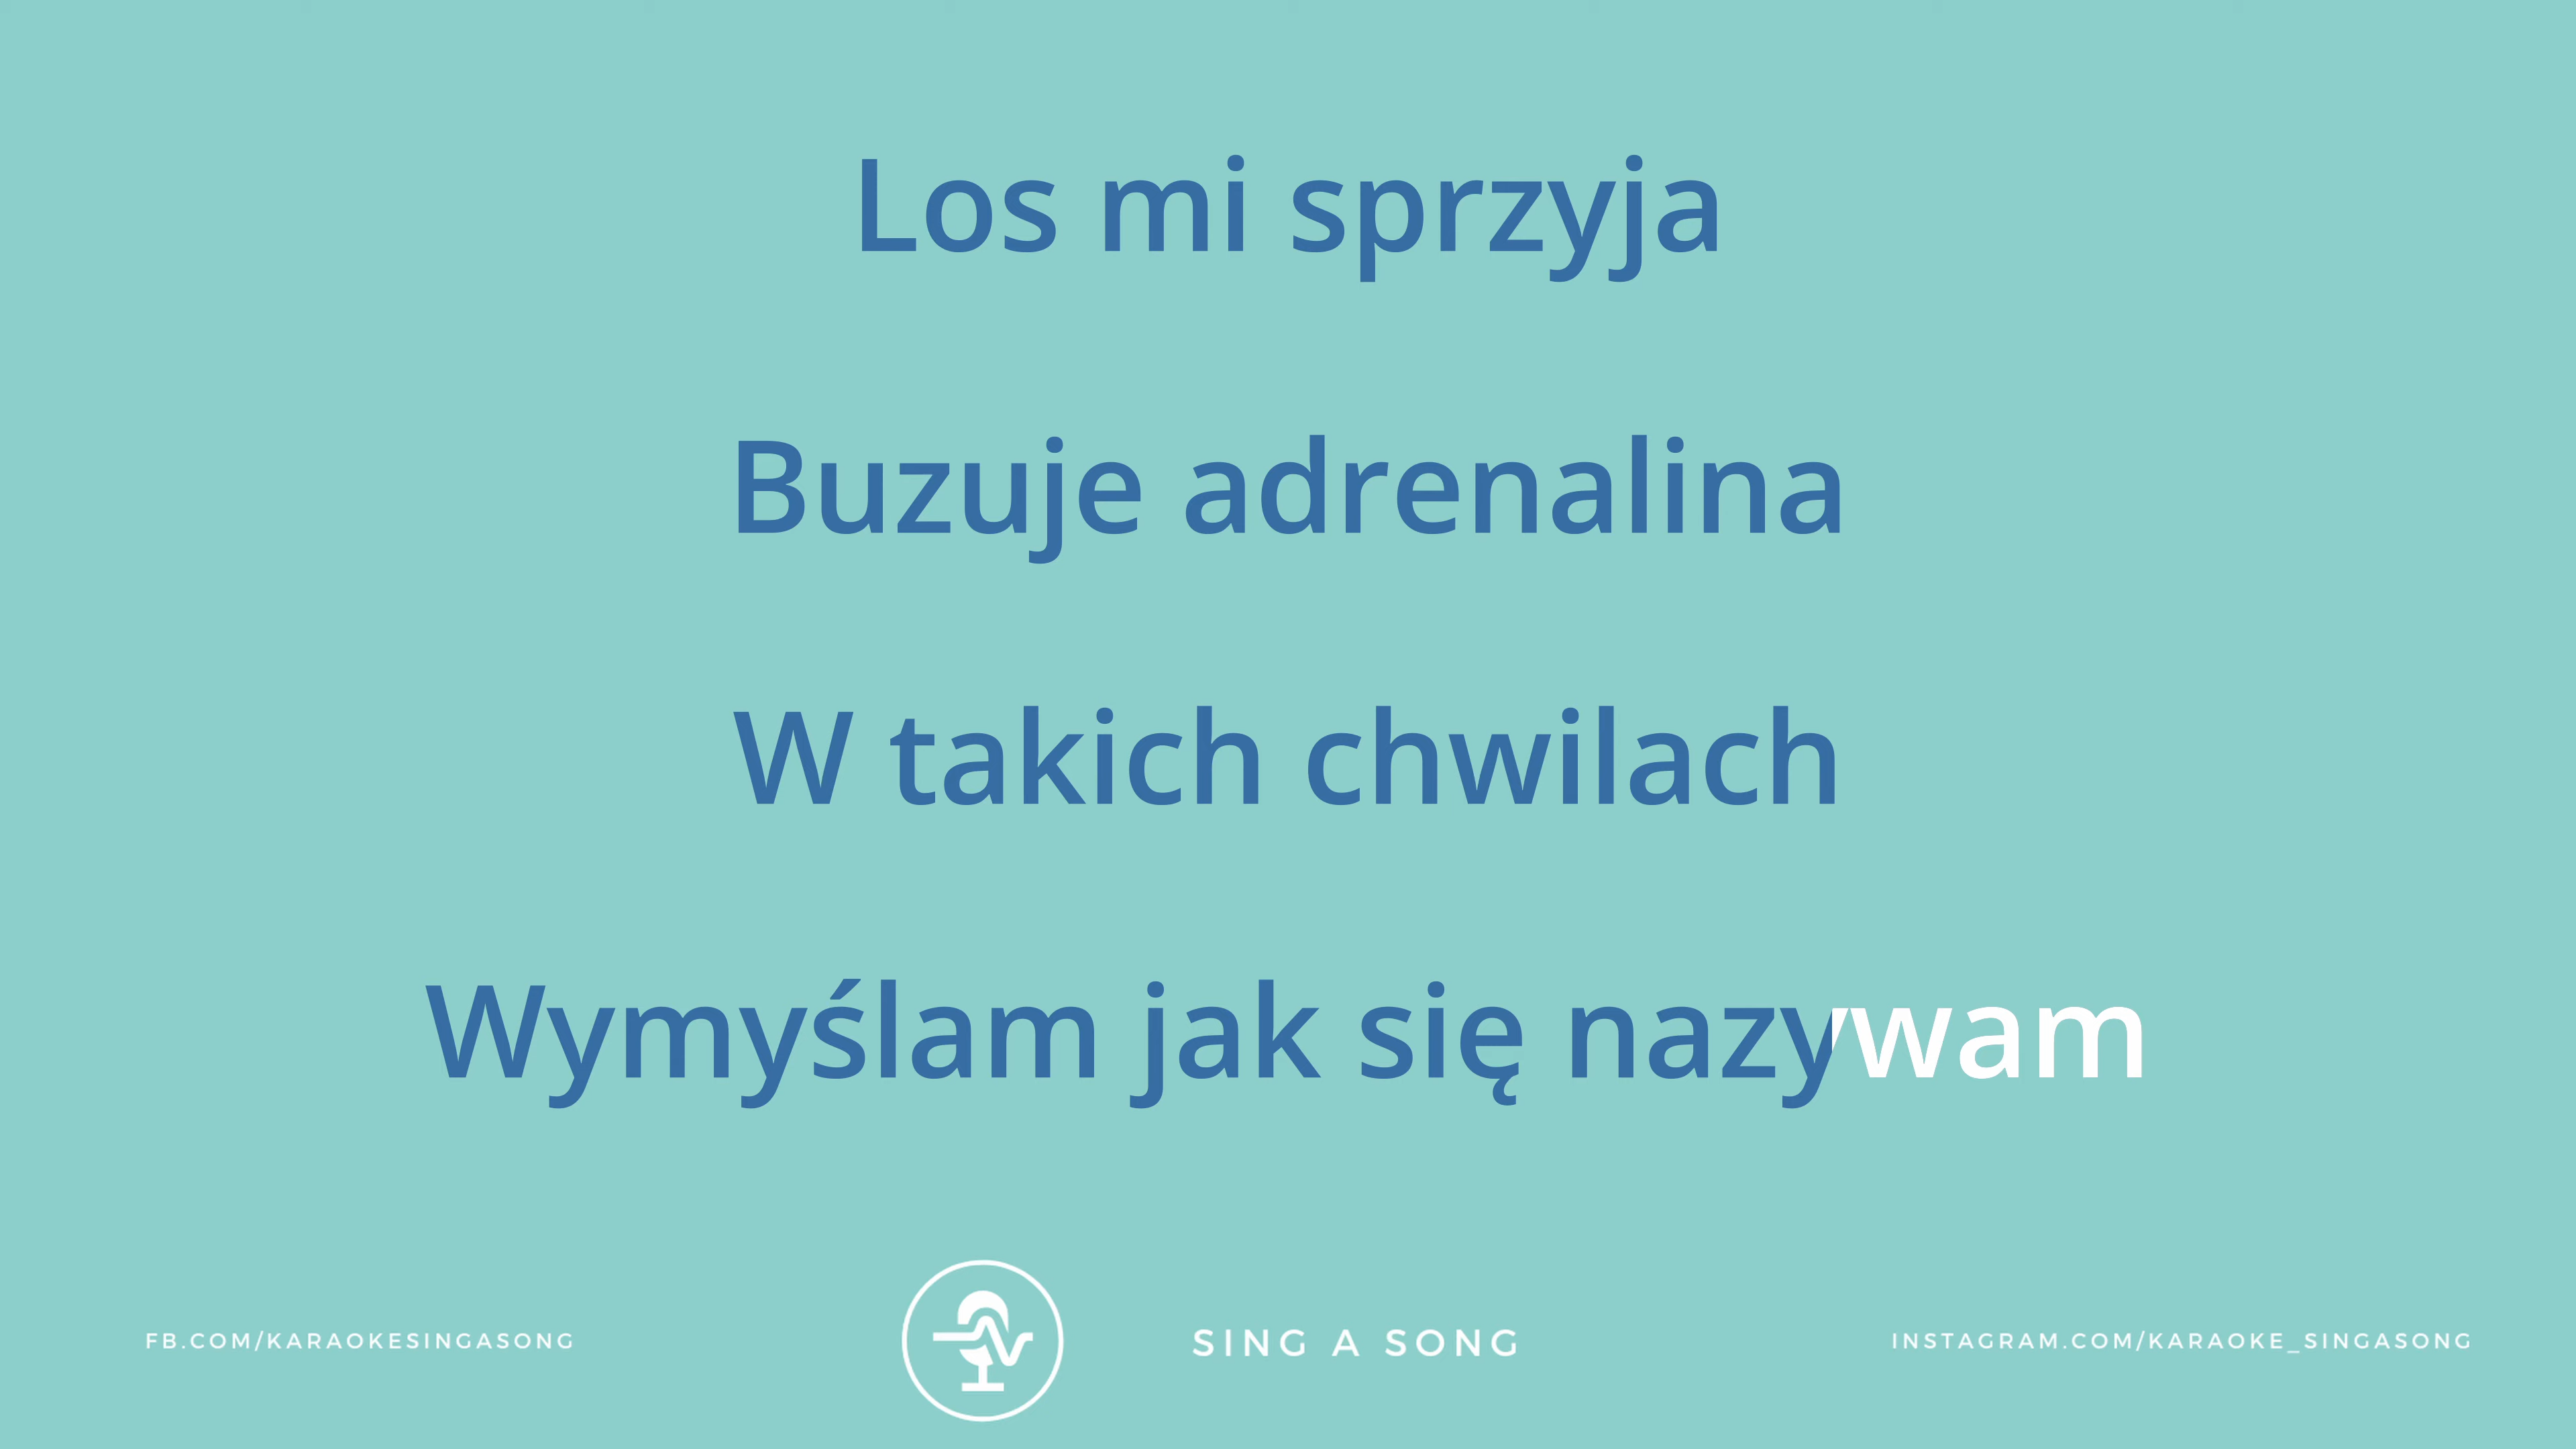 Los mi sprzyja
Buzuje adrenalina
W takich chwilach
Wymyślam jak się nazywam
FB.COM/KARAOKESINGASONG
SING A SONG
INSTAGRAM.COM/KARAOKE_SINGASONG